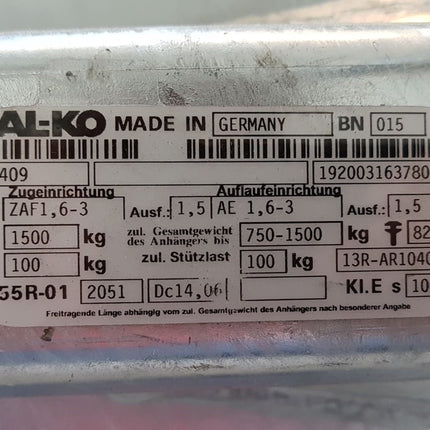 AL-KO MADE IN GERMANY BN 015
409 192003163780
Zugeinrichtung Auflaufeinrichtung
ZAF1,6-3 Ausf.: 1,5 AE 1,6-3 Ausf.: 1,5
1500 kg zul. Gesamtgewicht des Anhängers bis 750-1500 kg 82
100 kg zul. Stützlast 100 kg 13R-AR1040
55R-01 2051 Dc14,06 Kl.E s 10
Freitragende Länge abhängig vom zul. Gesamtgewicht des Anhängers nach besonderer Angabe